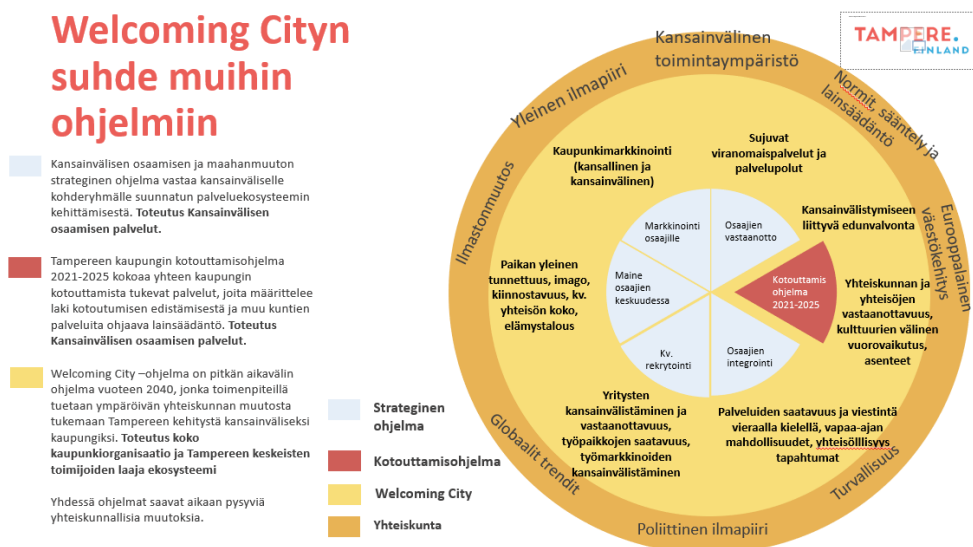 Welcoming Cityn
suhde muihin
ohjelmiin
Kansainvälisen osaamisen ja maahanmuuton
strateginen ohjelma vastaa kansainväliselle
kohderyhmälle suunnatun palveluekosysteemin
kehittämisestä. Toteutus Kansainvälisen
osaamisen palvelut.
Tampereen kaupungin kotouttamisohjelma
2021-2025 kokoaa yhteen kaupungin
kotouttamista tukevat palvelut, joita määrittelee
laki kotoutumisen edistämisestä ja muu kuntien
palveluita ohjaava lainsäädäntö. Toteutus
Kansainvälisen osaamisen palvelut.
Welcoming City –ohjelma on pitkän aikavälin
ohjelma vuoteen 2040, jonka toimenpiteillä
tuetaan ympäröivän yhteiskunnan muutosta
tukemaan Tampereen kehitystä kansainväliseksi
kaupungiksi. Toteutus koko
kaupunkiorganisaatio ja Tampereen keskeisten
toimijoiden laaja ekosysteemi
Yhdessä ohjelmat saavat aikaan pysyviä
yhteiskunnallisia muutoksia.
Strateginen
ohjelma
Kotouttamisohjelma
Welcoming City
Yhteiskunta
TAMPERE.
FINLAND
Kansainvälinen
toimintaympäristö
Normit, sääntely ja
lainsäädäntö
Eurooppalainen
väestökehitys
Turvallisuus
Poliittinen ilmapiiri
Globaalit trendit
Ilmastonmuutos
Yleinen ilmapiiri
Kaupunkimarkkinointi
(kansallinen ja
kansainvälinen)
Sujuvat
viranomaispalvelut ja
palvelupolut
Kansainvälistymiseen
liittyvä edunvalvonta
Yhteiskunnan ja
yhteisöjen
vastaanottavuus,
kulttuurien välinen
vuorovaikutus,
asenteet
Palveluiden saatavuus ja viestintä
vieraalla kielellä, vapaa-ajan
mahdollisuudet, yhteisölllisyys
tapahtumat
Yritysten
kansainvälistäminen ja
vastaanottavuus,
työpaikkojen saatavuus,
työmarkkinoiden
kansainvälistäminen
Paikan yleinen
tunnettuus, imago,
kiinnostavuus, kv.
yhteisön koko,
elämystalous
Markkinointi
osaajille
Osaajien
vastaanotto
Kotouttamis
ohjelma
2021-2025
Osaajien
integrointi
Kv.
rekrytointi
Maine
osaajien
keskuudessa